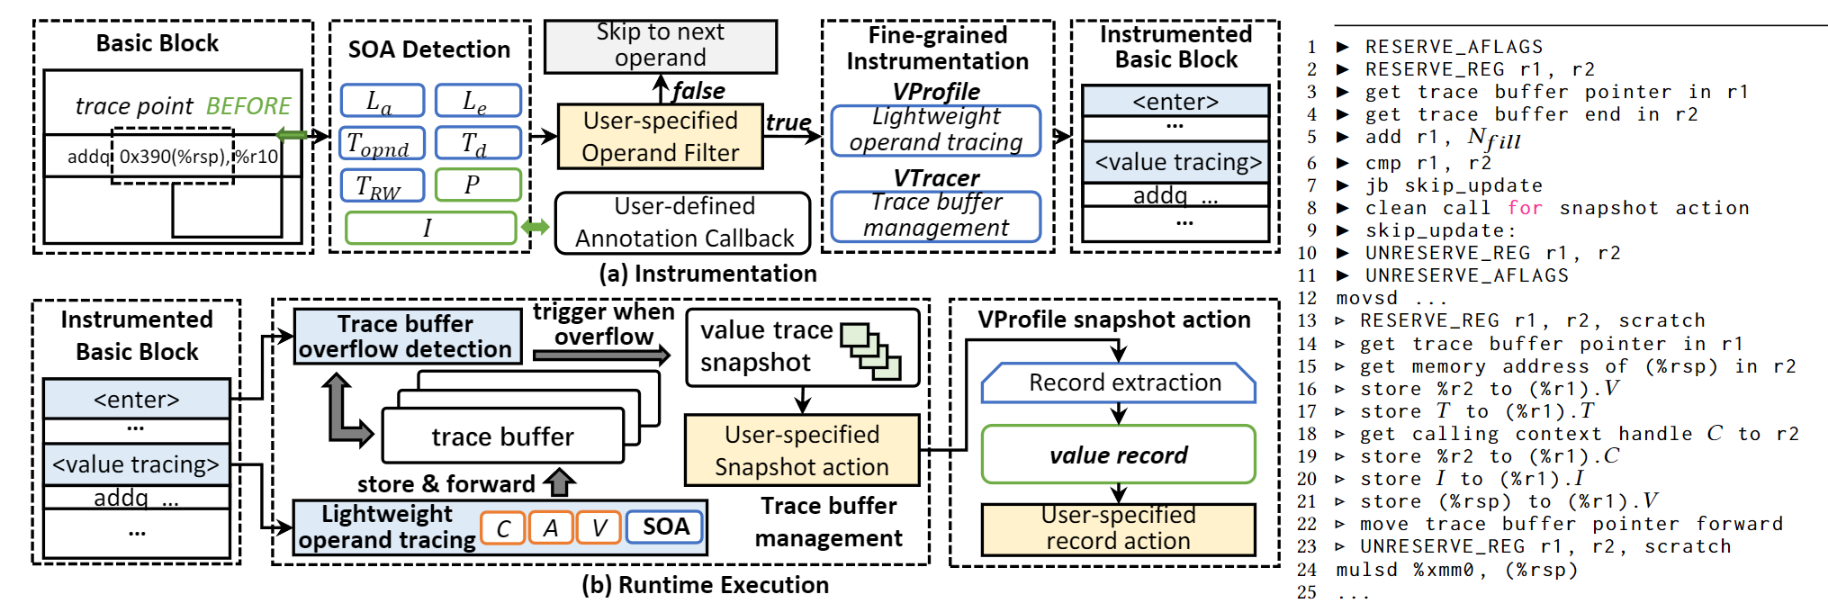 Basic Block
trace point BEFORE
addq 0x390(%rsp), %r10
SOA Detection
L_a L_e
T_opnd T_d
T_RW P
I
Skip to next
operand
false
User-specified
Operand Filter
true
User-defined
Annotation Callback
Fine-grained
Instrumentation
VProfile
Lightweight
operand tracing
VTracer
Trace buffer
management
Instrumented
Basic Block
<enter>
...
<value tracing>
addq ...
...
(a) Instrumentation
Instrumented
Basic Block
<enter>
...
<value tracing>
addq ...
...
Trace buffer
overflow detection
trigger when
overflow
trace buffer
store & forward
Lightweight
operand tracing
C A V SOA
value trace
snapshot
User-specified
Snapshot action
Trace buffer
management
VProfile snapshot action
Record extraction
value record
User-specified
record action
(b) Runtime Execution
1 ► RESERVE_AFLAGS
2 ► RESERVE_REG r1, r2
3 ► get trace buffer pointer in r1
4 ► get trace buffer end in r2
5 ► add r1, N_fill
6 ► cmp r1, r2
7 ► jb skip_update
8 ► clean call for snapshot action
9 ► skip_update:
10 ► UNRESERVE_REG r1, r2
11 ► UNRESERVE_AFLAGS
12 movsd ...
13 ▹ RESERVE_REG r1, r2, scratch
14 ▹ get trace buffer pointer in r1
15 ▹ get memory address of (%rsp) in r2
16 ▹ store %r2 to (%r1).V
17 ▹ store T to (%r1).T
18 ▹ get calling context handle C to r2
19 ▹ store %r2 to (%r1).C
20 ▹ store I to (%r1).I
21 ▹ store (%rsp) to (%r1).V
22 ▹ move trace buffer pointer forward
23 ▹ UNRESERVE_REG r1, r2, scratch
24 mulsd %xmm0, (%rsp)
25 ...